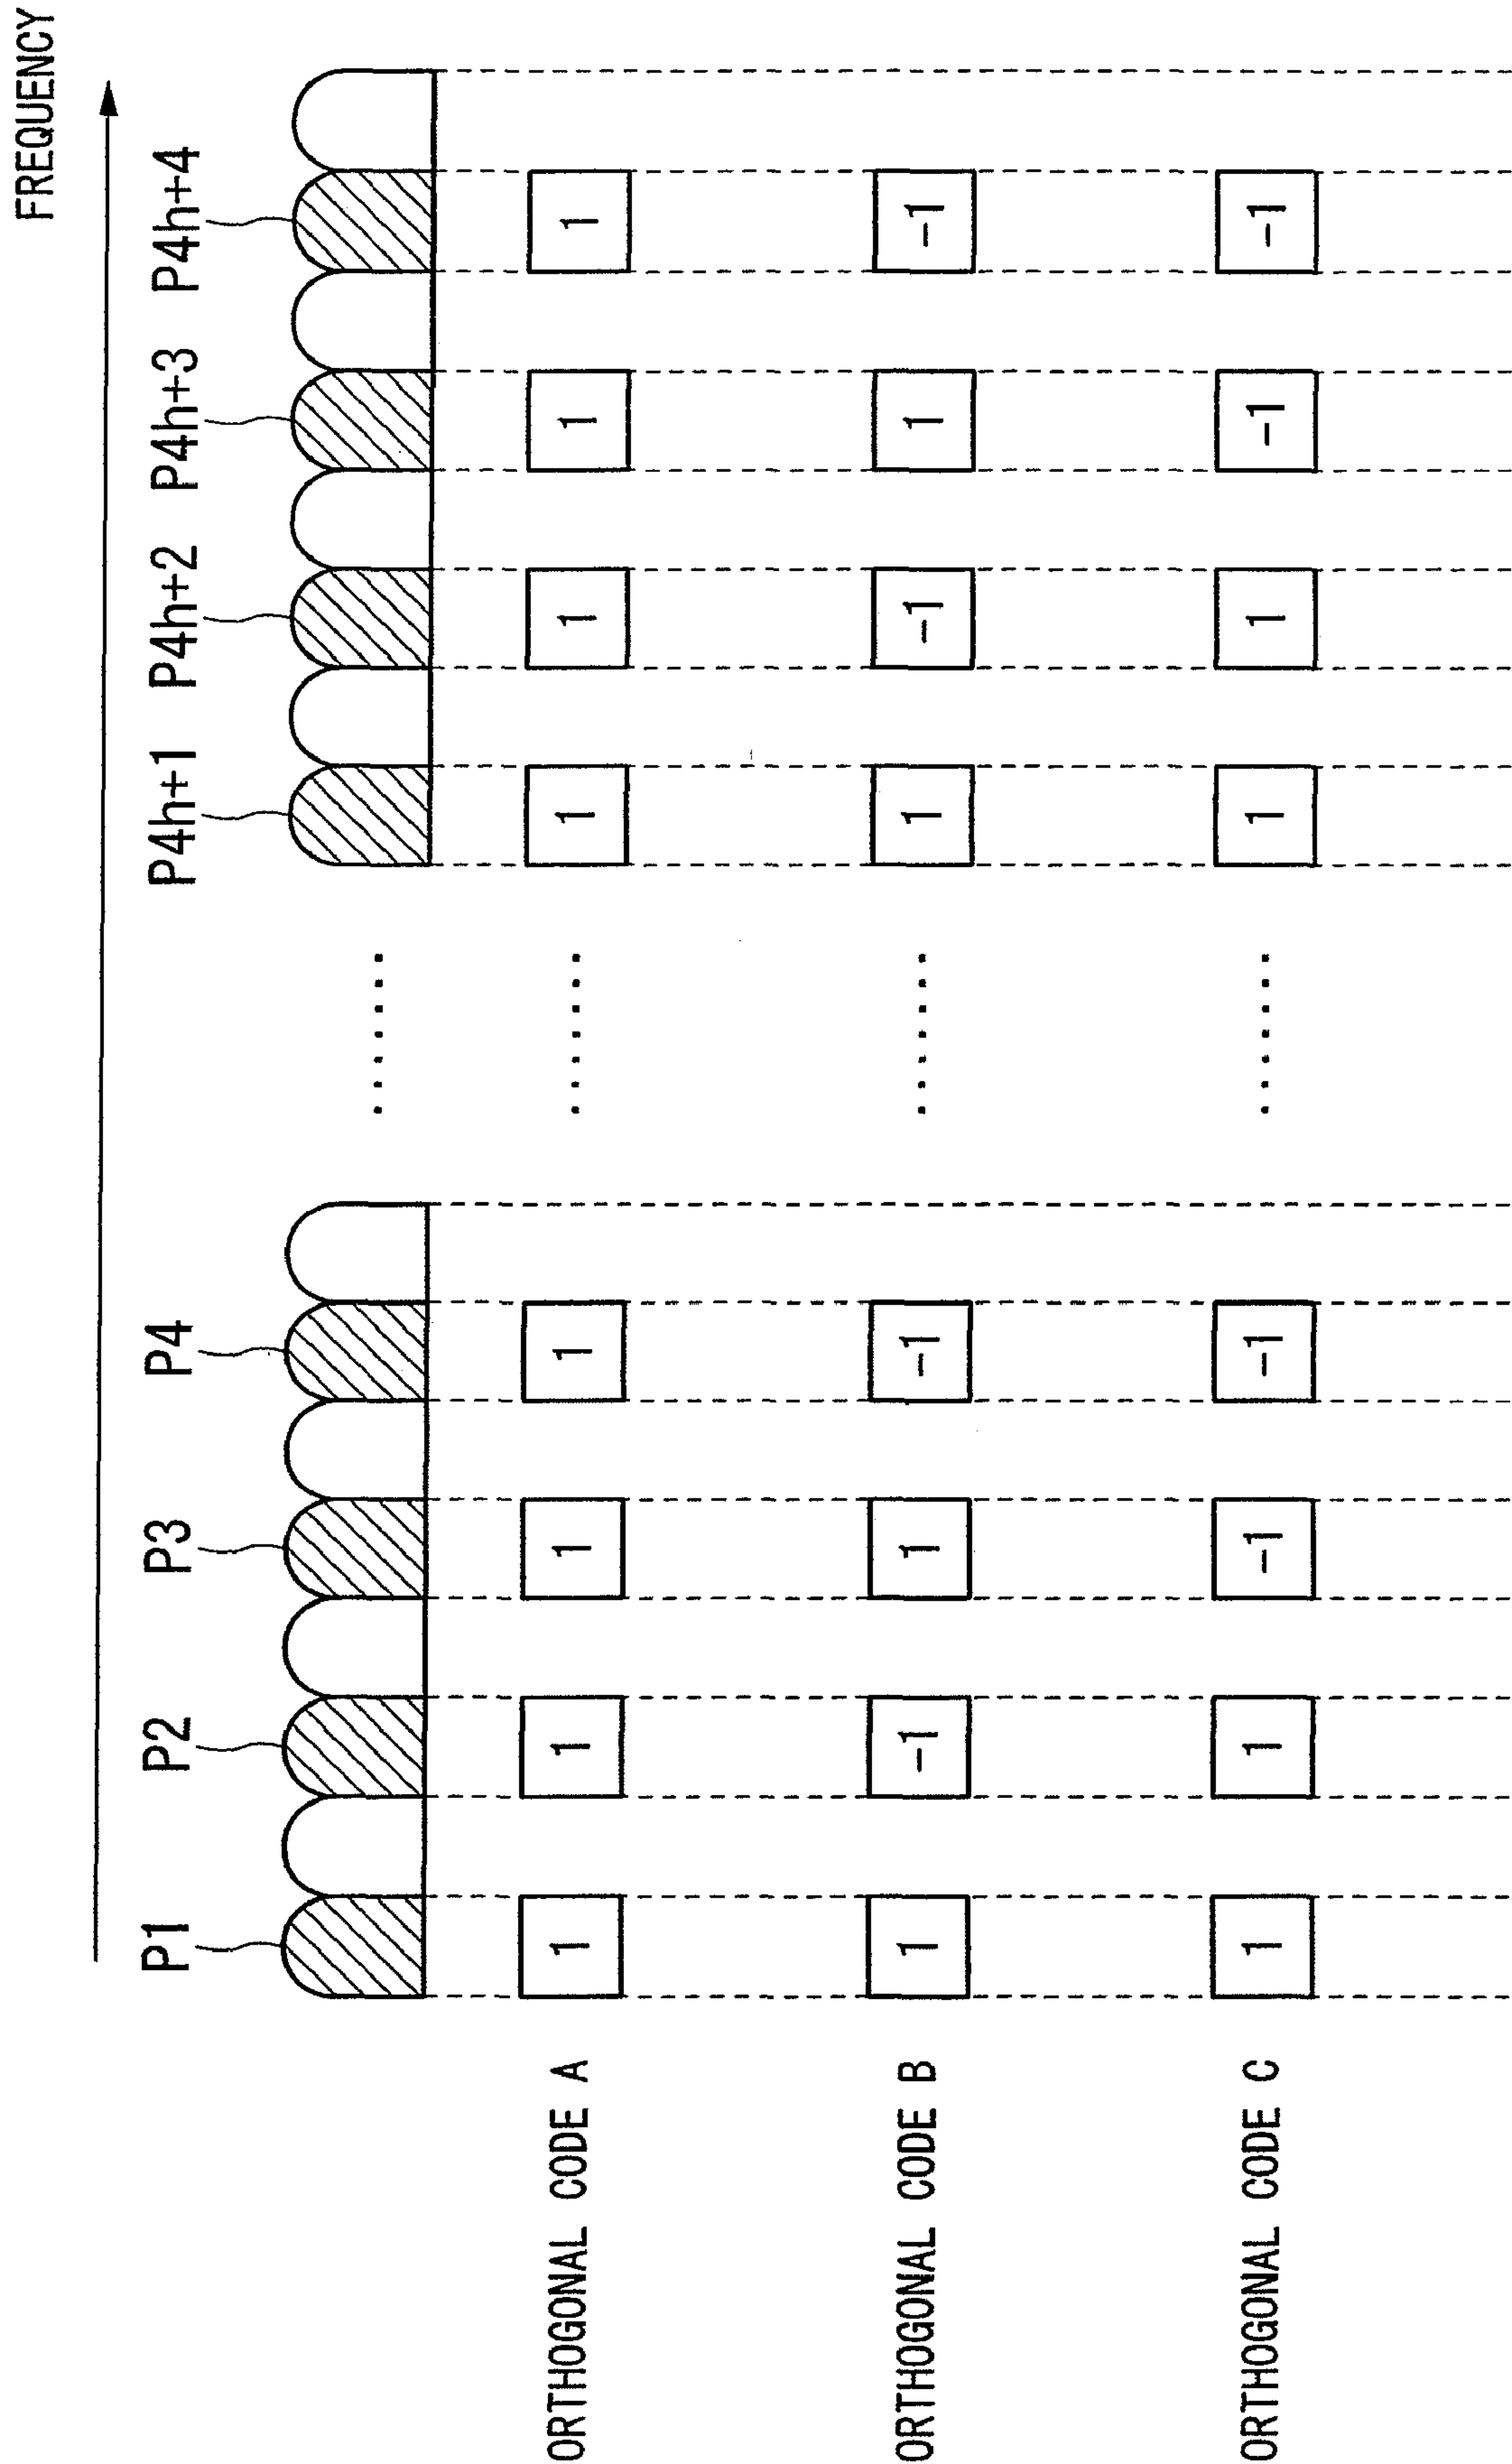 FREQUENCY
P1 P2 P3 P4 ...... P4h+1 P4h+2 P4h+3 P4h+4
ORTHOGONAL CODE A 1 1 1 1 ....... 1 1 1 1
ORTHOGONAL CODE B 1 -1 1 -1 ....... 1 -1 1 -1
ORTHOGONAL CODE C 1 1 -1 -1 ....... 1 1 -1 -1